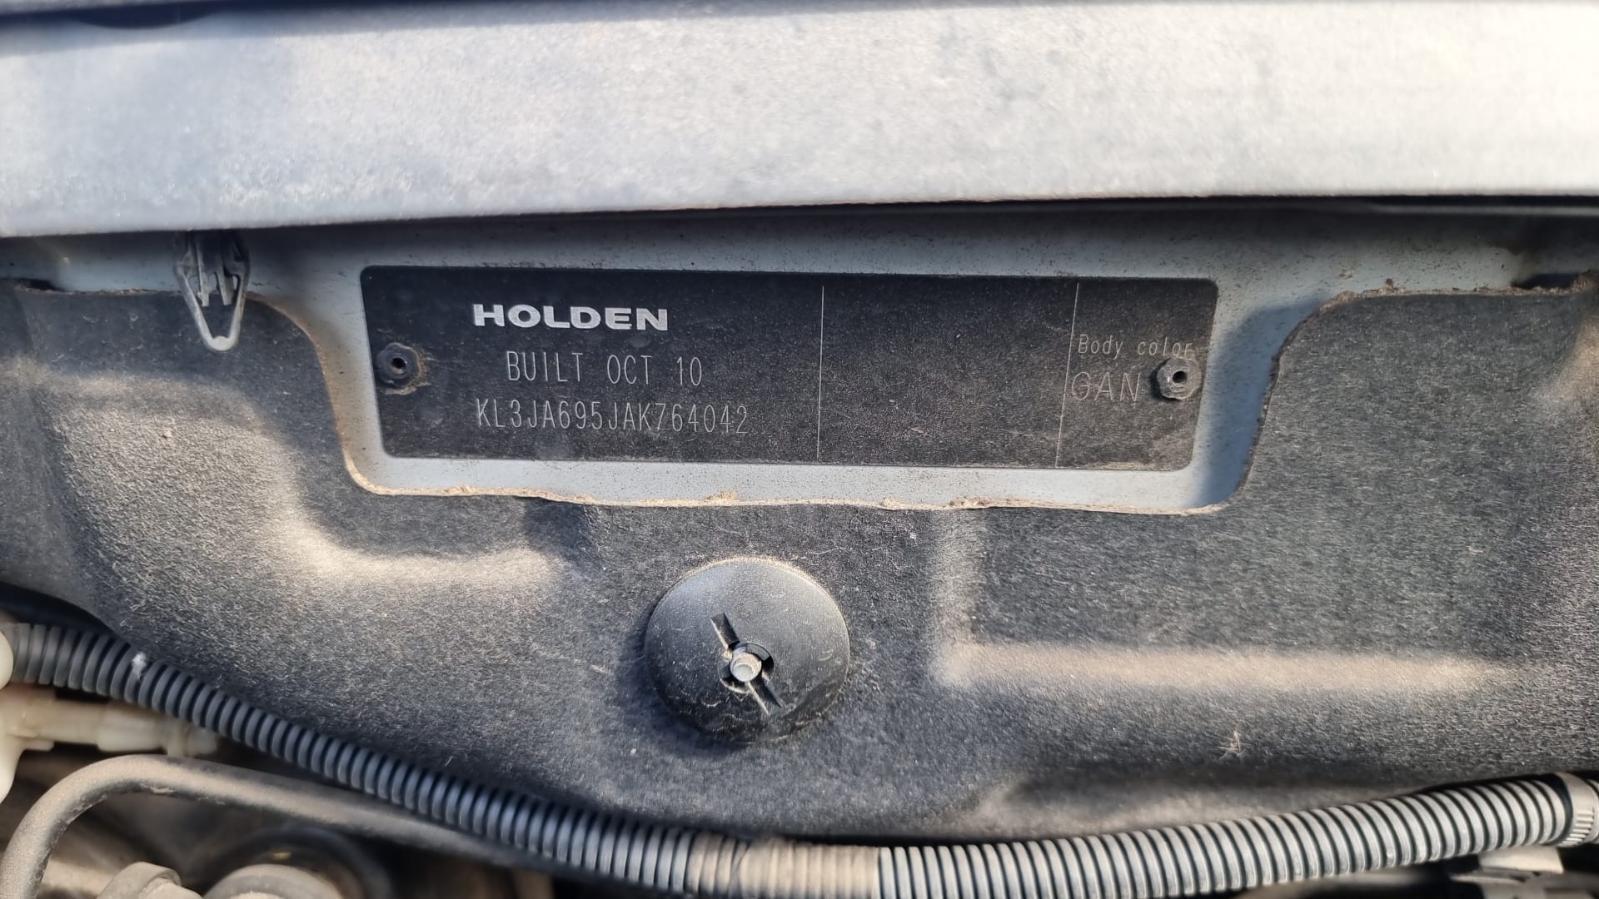 HOLDEN
BUILT OCT 10
KL3JA695JAK764042
Body color
GAN